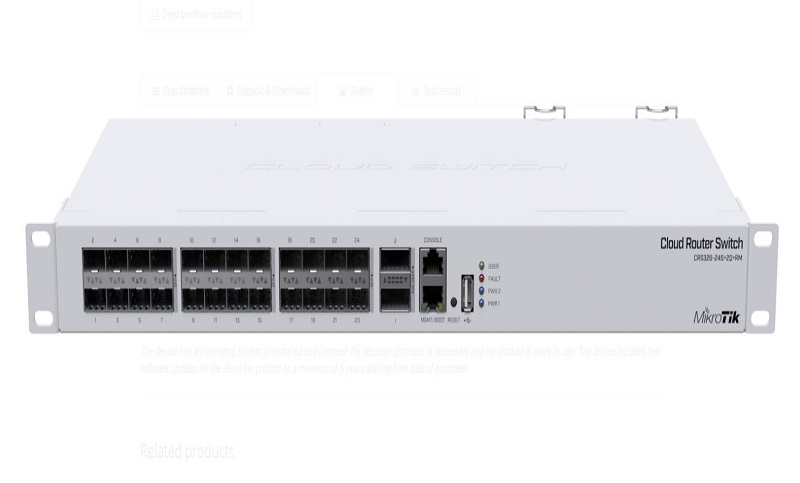 Send purchase questions
Specifications Support & Downloads Gallery Test results
CLOUD SWITCH
2 4 6 8 10 12 14 16 18 20 22 24 2 CONSOLE
Cloud Router Switch
CRS326-24S+2Q+RM
USER
FAULT
PWR 2
PWR 1
1 3 5 7 9 11 13 15 17 19 21 23 1 MGMT/BOOT RESET
MikroTik
The device has an operating system preinstalled and licensed. No separate purchase is necessary and the product is ready to use. The device includes free
software updates for the life of the product or a minimum of 5 years starting from date of purchase.
Related products